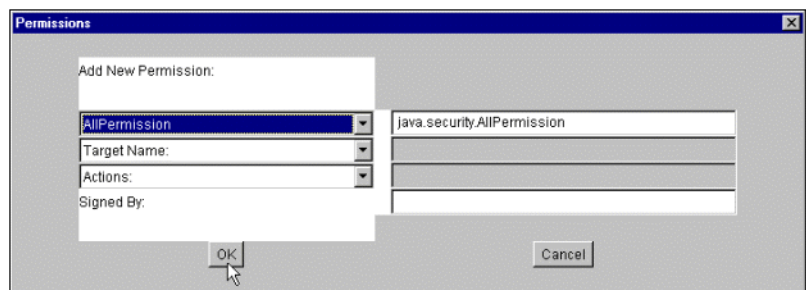 Permissions
Add New Permission:
AllPermission java.security.AllPermission
Target Name:
Actions:
Signed By:
OK Cancel